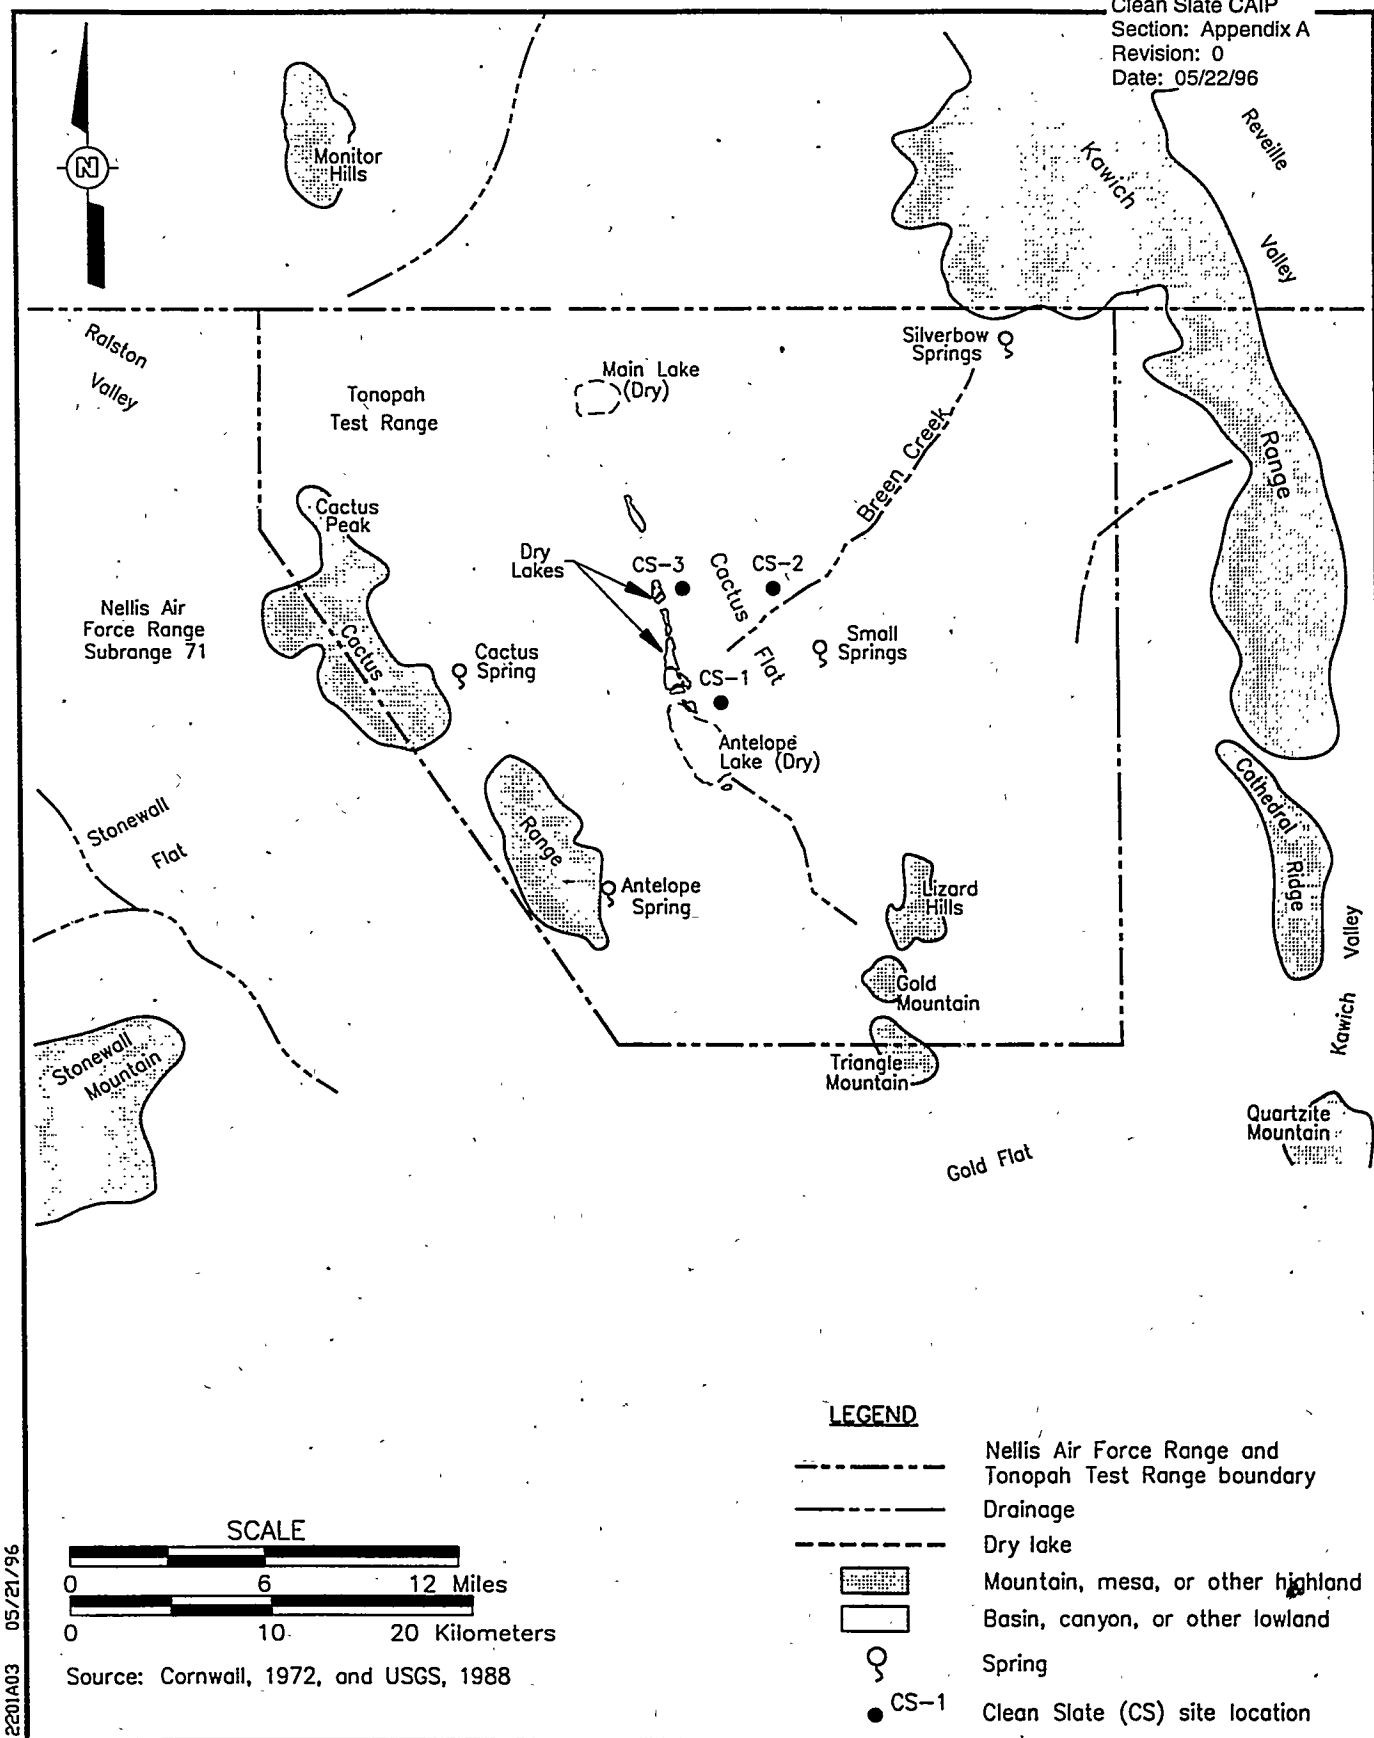 Clean Slate CAIP
Section: Appendix A
Revision: 0
Date: 05/22/96
N
Monitor
Hills
Kawich
Reveille
Valley
Ralston
Valley
Tonopah
Test Range
Main Lake
(Dry)
Silverbow
Springs
Breen Creek
Range
Cactus
Peak
Dry
Lakes
CS-3
Cactus
CS-2
Flat
Nellis Air
Force Range
Subrange 71
Cactus
Cactus
Spring
Small
Springs
CS-1
Antelope
Lake (Dry)
Stonewall
Flat
Range
Antelope
Spring
Lizard
Hills
Cathedral
Ridge
Gold
Mountain
Kawich Valley
Stonewall
Mountain
Triangle
Mountain
Quartzite
Mountain
Gold Flat
LEGEND
Nellis Air Force Range and
Tonopah Test Range boundary
Drainage
Dry lake
Mountain, mesa, or other highland
Basin, canyon, or other lowland
Spring
CS-1
Clean Slate (CS) site location
SCALE
0 6 12 Miles
0 10 20 Kilometers
Source: Cornwall, 1972, and USGS, 1988
2201A03 05/21/96